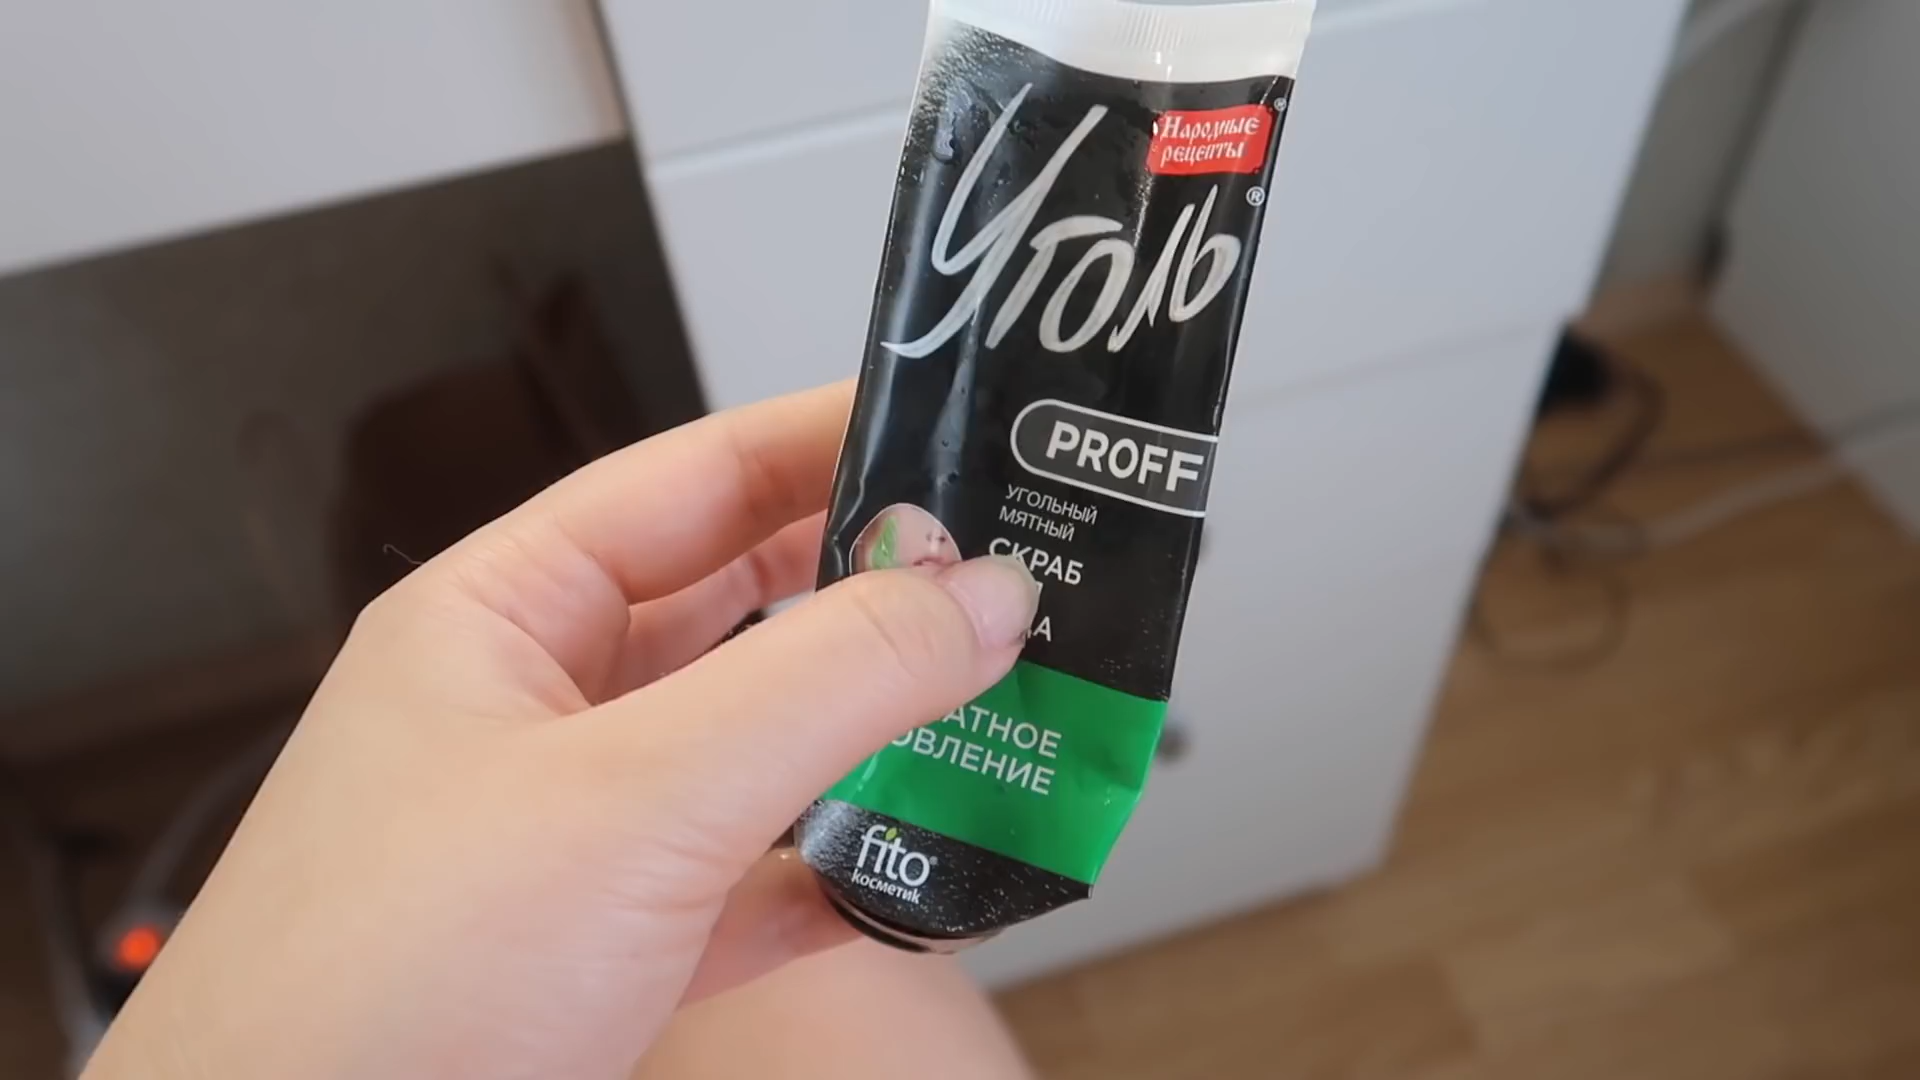 Народные
рецепты
Уголь
PROFF
УГОЛЬНЫЙ
МЯТНЫЙ
СКРАБ
fito
косметик